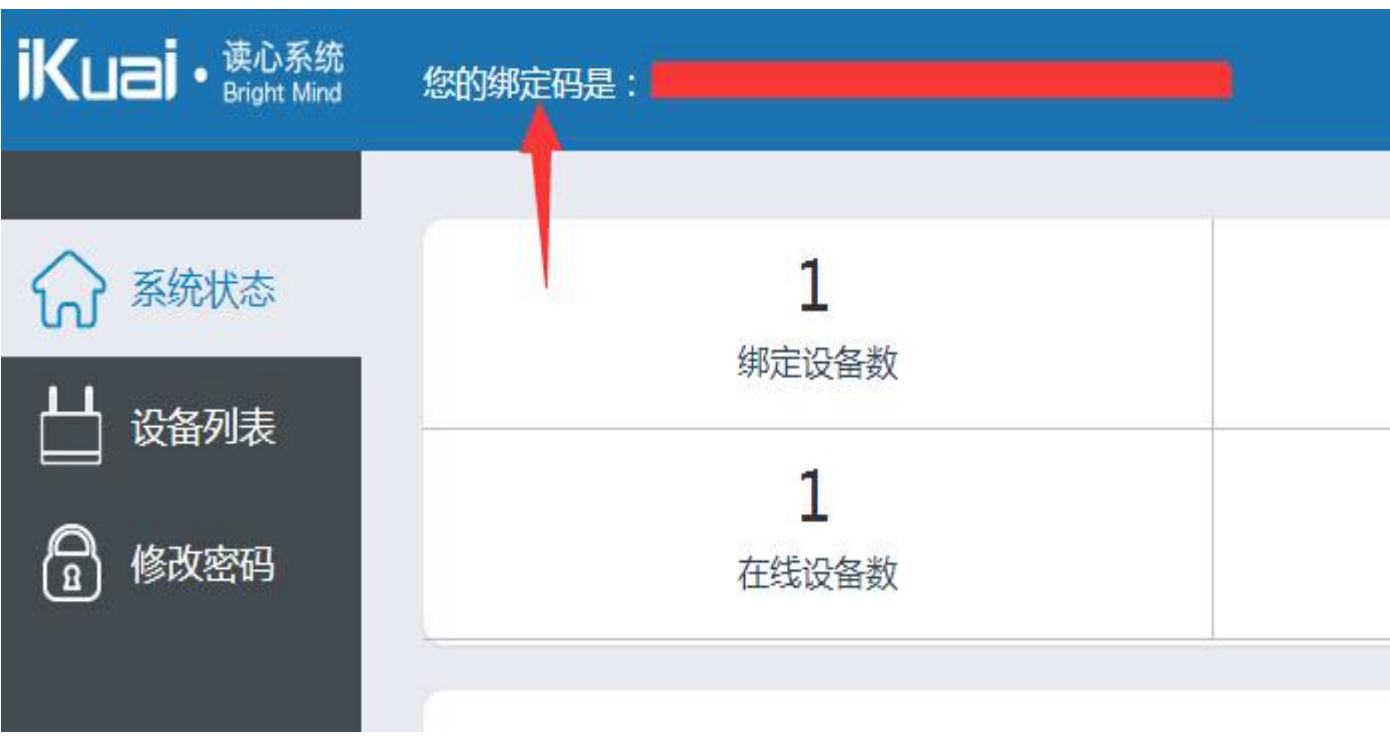 iKuai · 读心系统
Bright Mind
您的绑定码是：
系统状态
设备列表
修改密码
1
绑定设备数
1
在线设备数